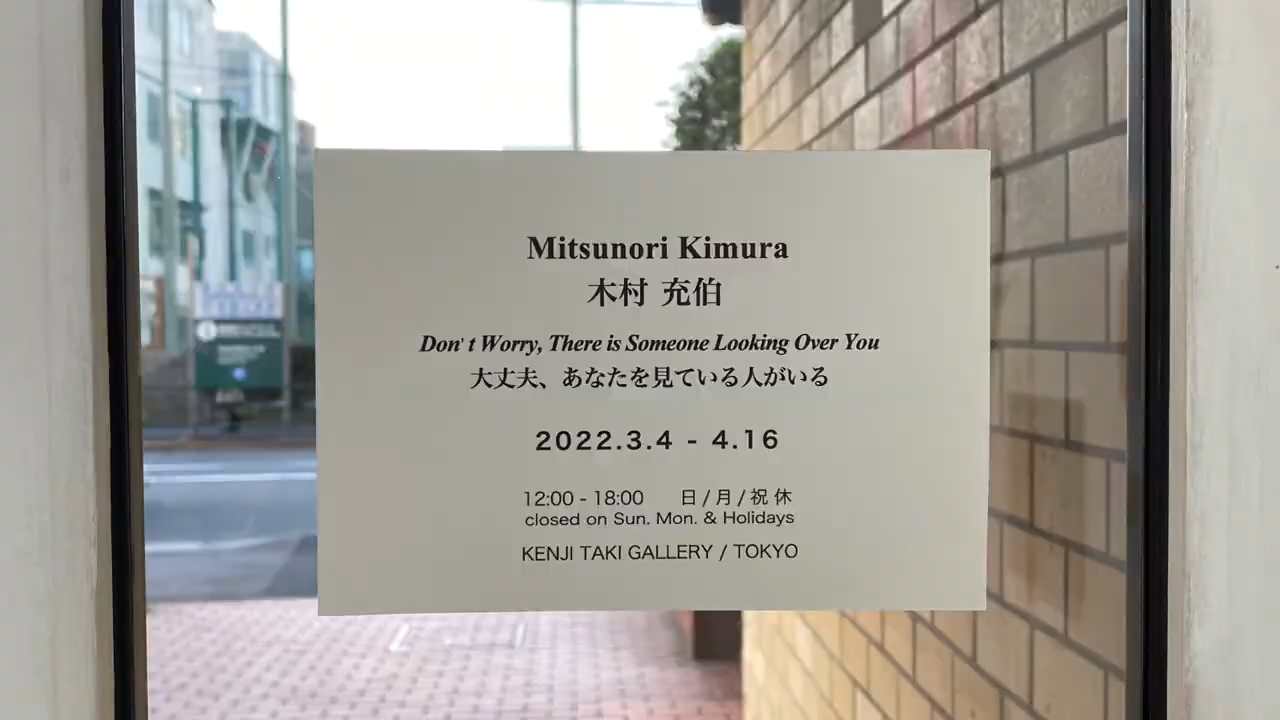 Mitsunori Kimura
木村 充伯
Don't Worry, There is Someone Looking Over You
大丈夫、あなたを見ている人がいる
2022.3.4 - 4.16
12:00 - 18:00 日 / 月 / 祝 休
closed on Sun. Mon. & Holidays
KENJI TAKI GALLERY / TOKYO